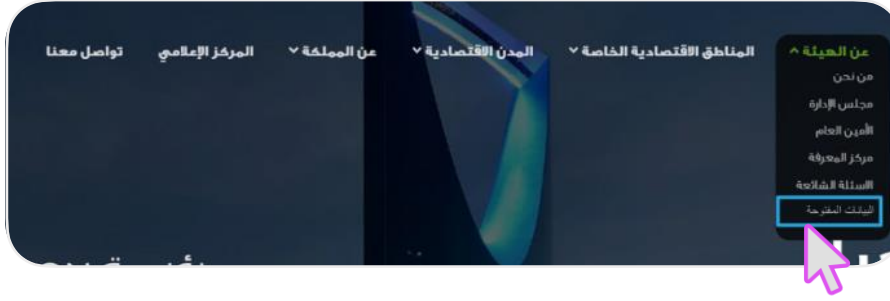 عن الهيئة المناطق الاقتصادية الخاصة المدن الاقتصادية عن المملكة المركز الإعلامي تواصل معنا
من نحن
مجلس الإدارة
الأمين العام
مركز المعرفة
الاسئلة الشائعة
البيانات المفتوحة